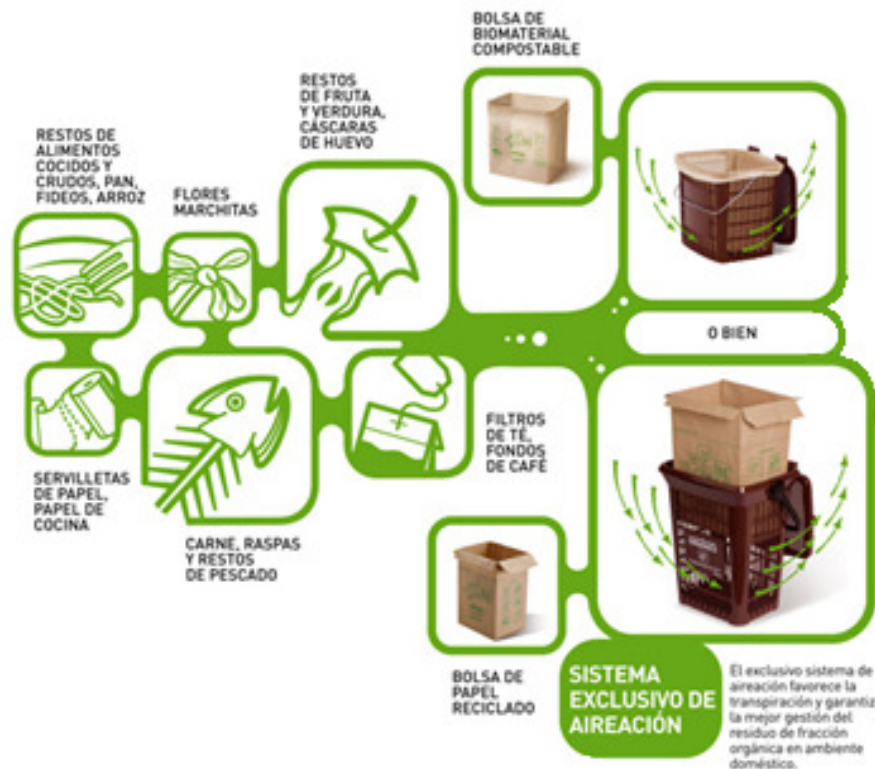 BOLSA DE
BIOMATERIAL
COMPOSTABLE
RESTOS
DE FRUTA
Y VERDURA,
CÁSCARAS
DE HUEVO
RESTOS DE
ALIMENTOS
COCIDOS Y
CRUDOS, PAN,
FIDEOS, ARROZ
FLORES
MARCHITAS
O BIEN
FILTROS
DE TÉ,
FONDOS
DE CAFÉ
SERVILLETAS
DE PAPEL,
PAPEL DE
COCINA
CARNE, RASPAS
Y RESTOS
DE PESCADO
BOLSA DE
PAPEL
RECICLADO
SISTEMA
EXCLUSIVO DE
AIREACIÓN
El exclusivo sistema de
aireación favorece la
transpiración y garantiz
la mejor gestión del
residuo de fracción
orgánica en ambiente
doméstico.